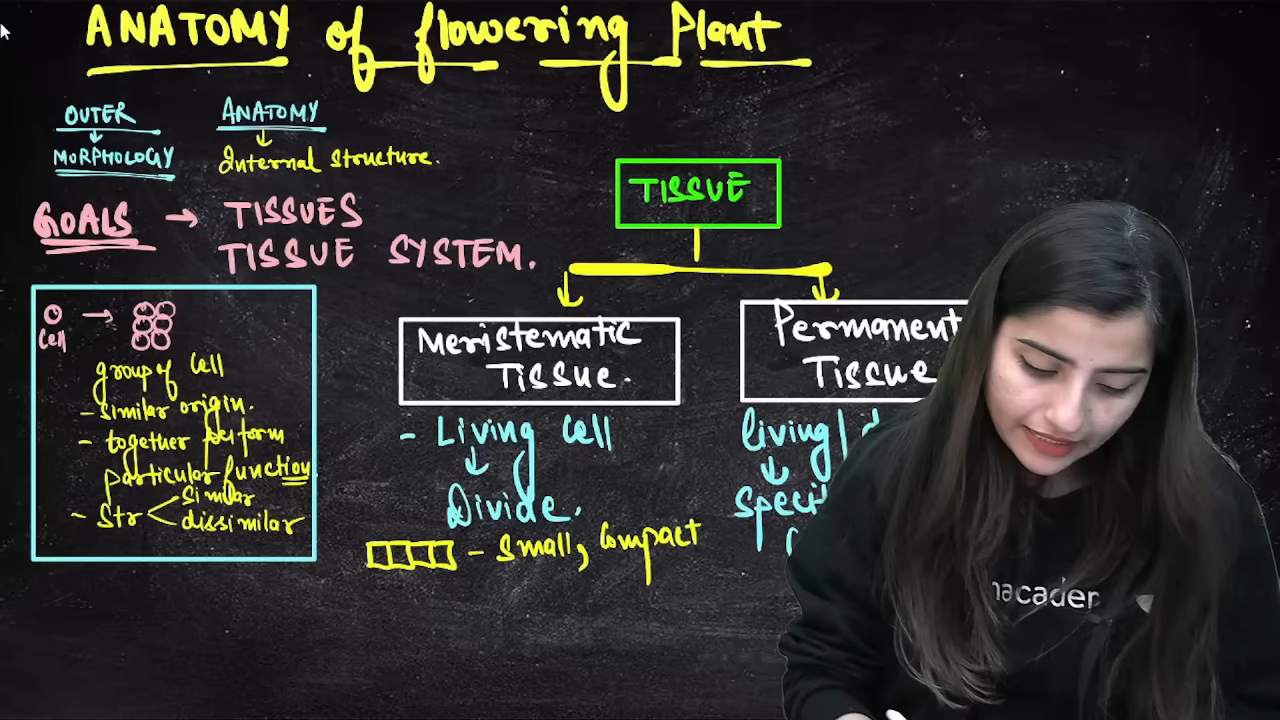 ANATOMY of flowering Plant
OUTER
MORPHOLOGY
ANATOMY
Internal structure.
GOALS → TISSUES
TISSUE SYSTEM.
Cell
group of cell
- similar origin.
- together perform
particular function
- Str < similar
dissimilar
TISSUE
Meristematic
Tissue.
- Living cell
Divide.
- Small, compact
Permanent
Tissue
living/